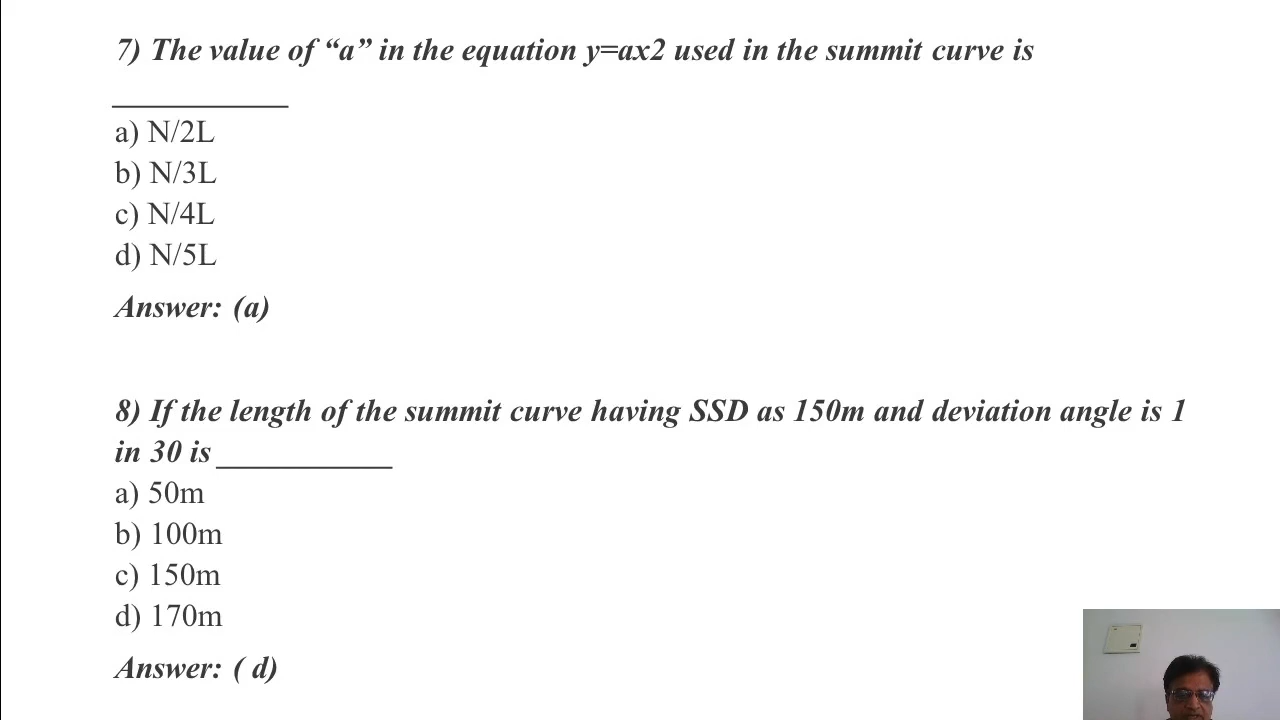 7) The value of “a” in the equation y=ax2 used in the summit curve is
___________
a) N/2L
b) N/3L
c) N/4L
d) N/5L
Answer: (a)
8) If the length of the summit curve having SSD as 150m and deviation angle is 1
in 30 is ___________
a) 50m
b) 100m
c) 150m
d) 170m
Answer: ( d)